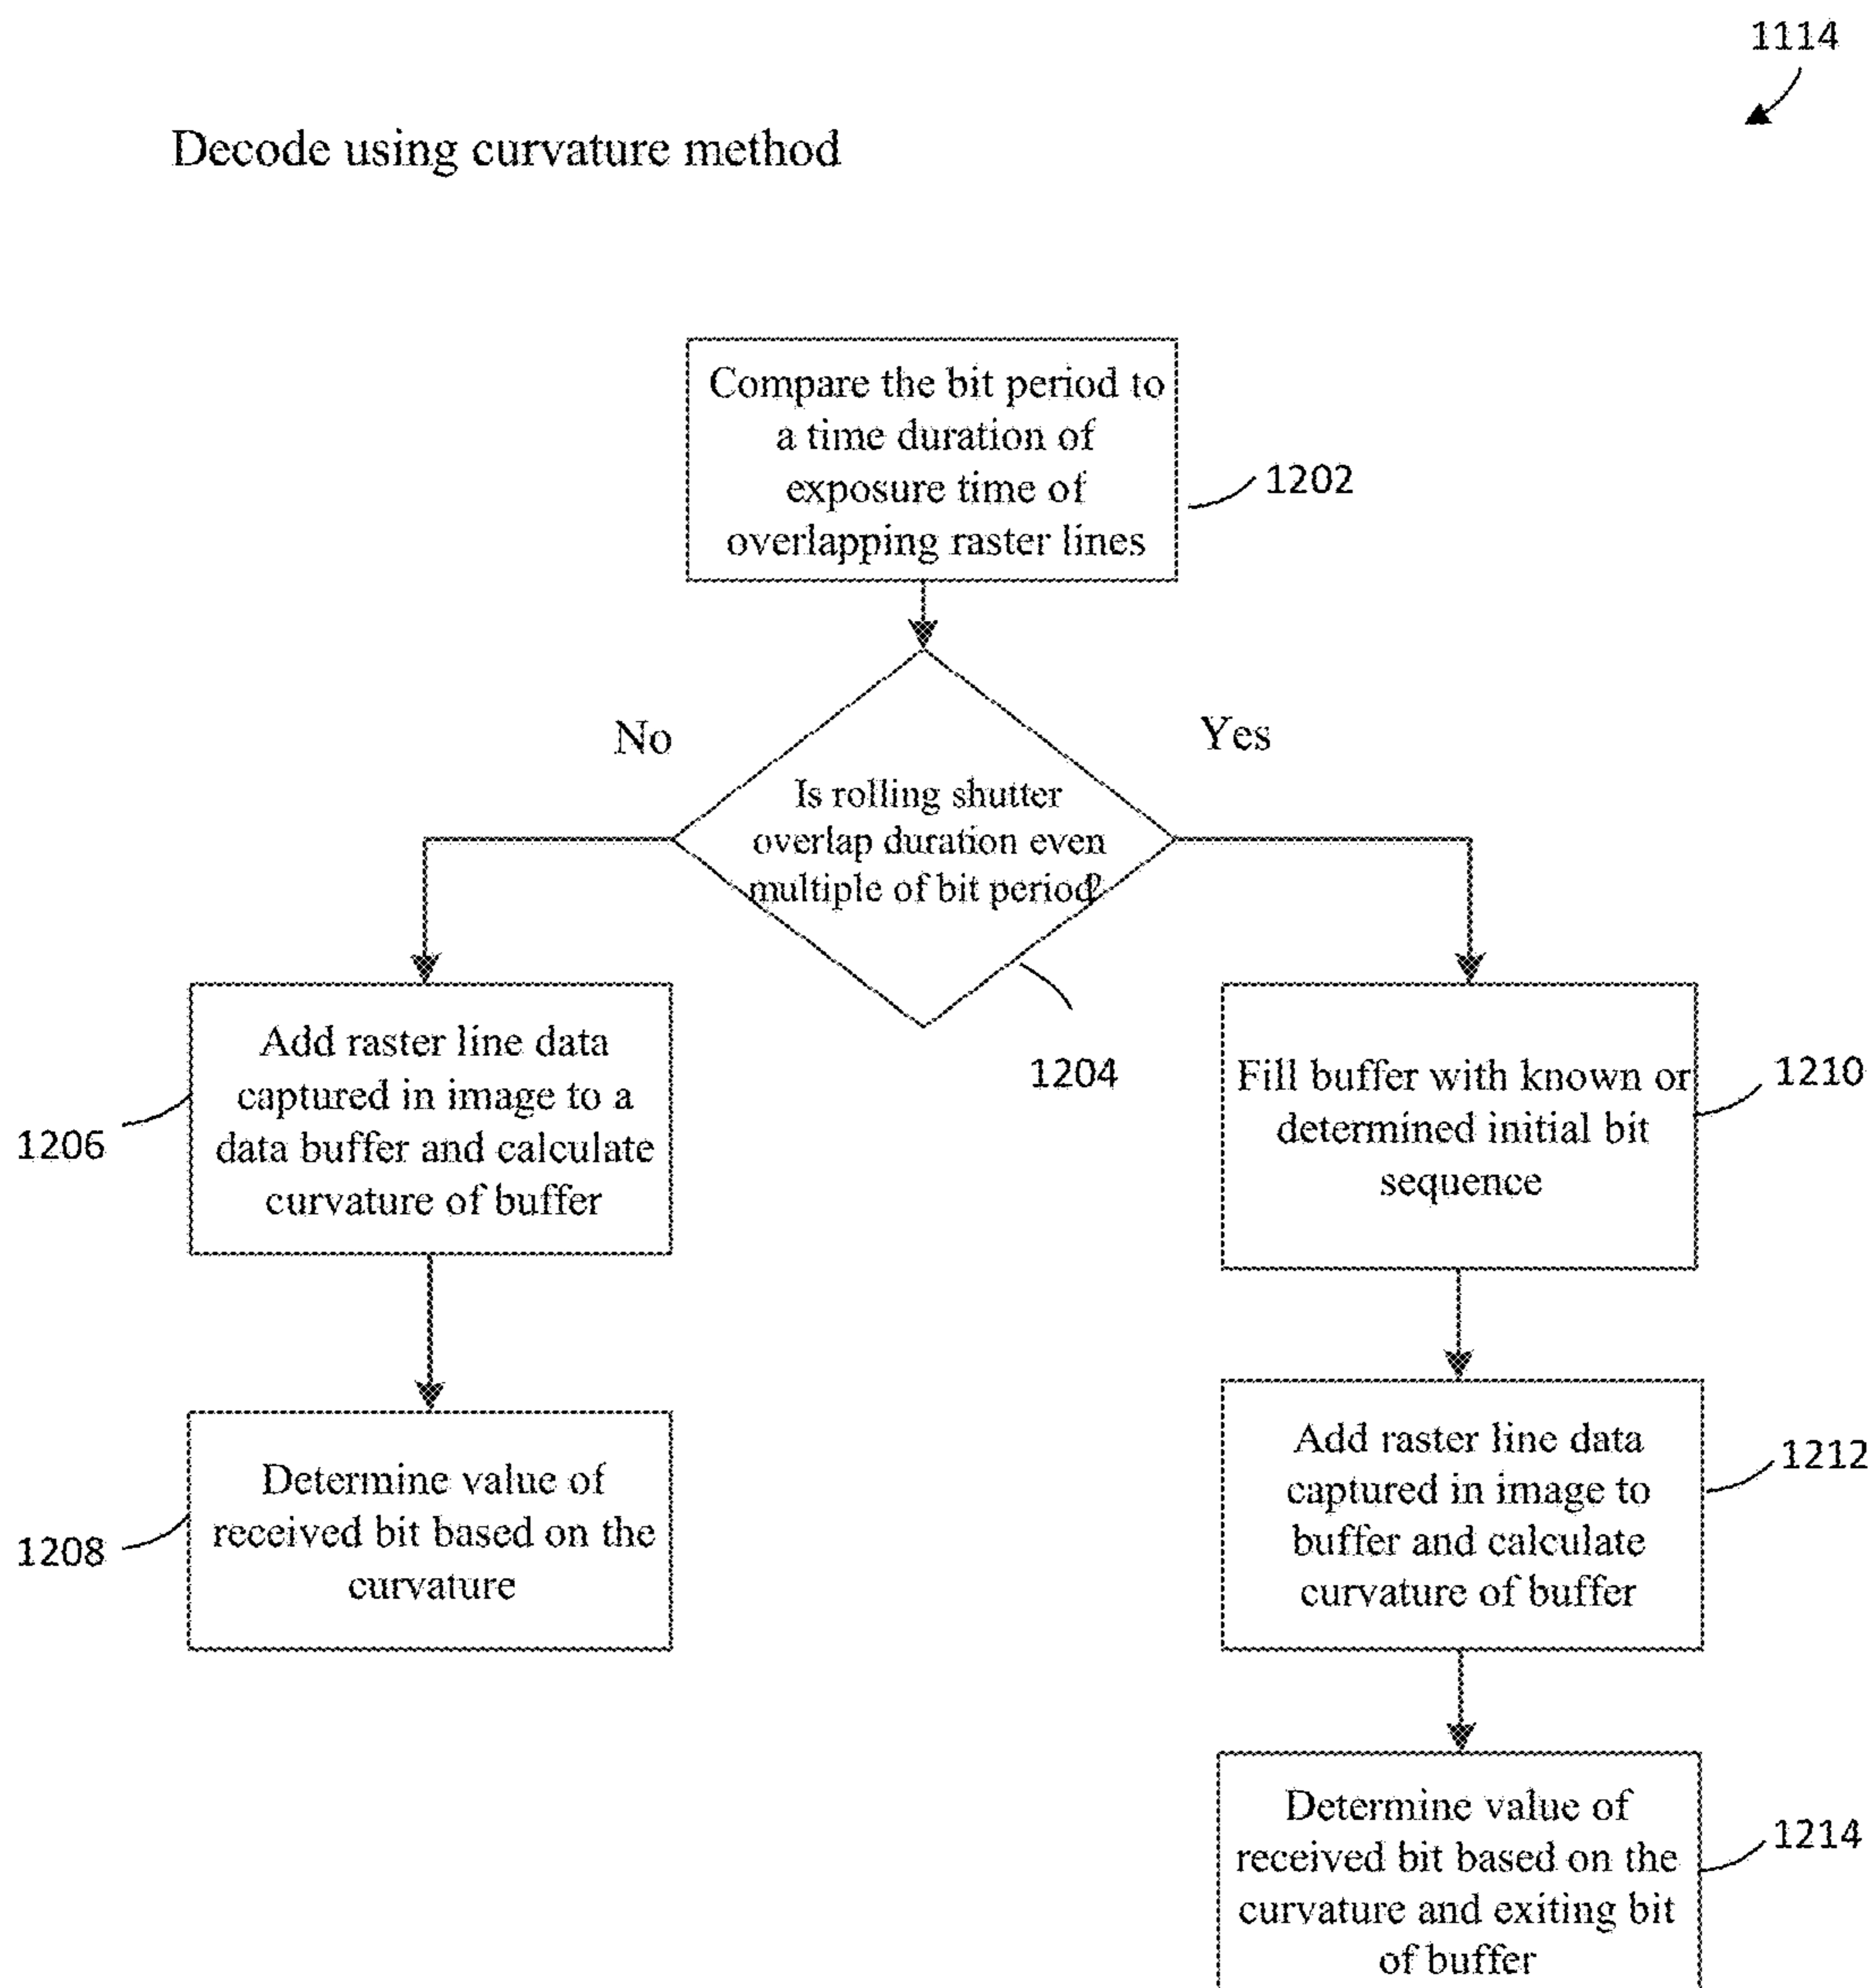 1114
Decode using curvature method
Compare the bit period to
a time duration of
exposure time of
overlapping raster lines
1202
No
Yes
Is rolling shutter
overlap duration even
multiple of bit period?
1204
Add raster line data
captured in image to a
data buffer and calculate
curvature of buffer
1206
Fill buffer with known or
determined initial bit
sequence
1210
Determine value of
received bit based on the
curvature
1208
Add raster line data
captured in image to
buffer and calculate
curvature of buffer
1212
Determine value of
received bit based on the
curvature and exiting bit
of buffer
1214